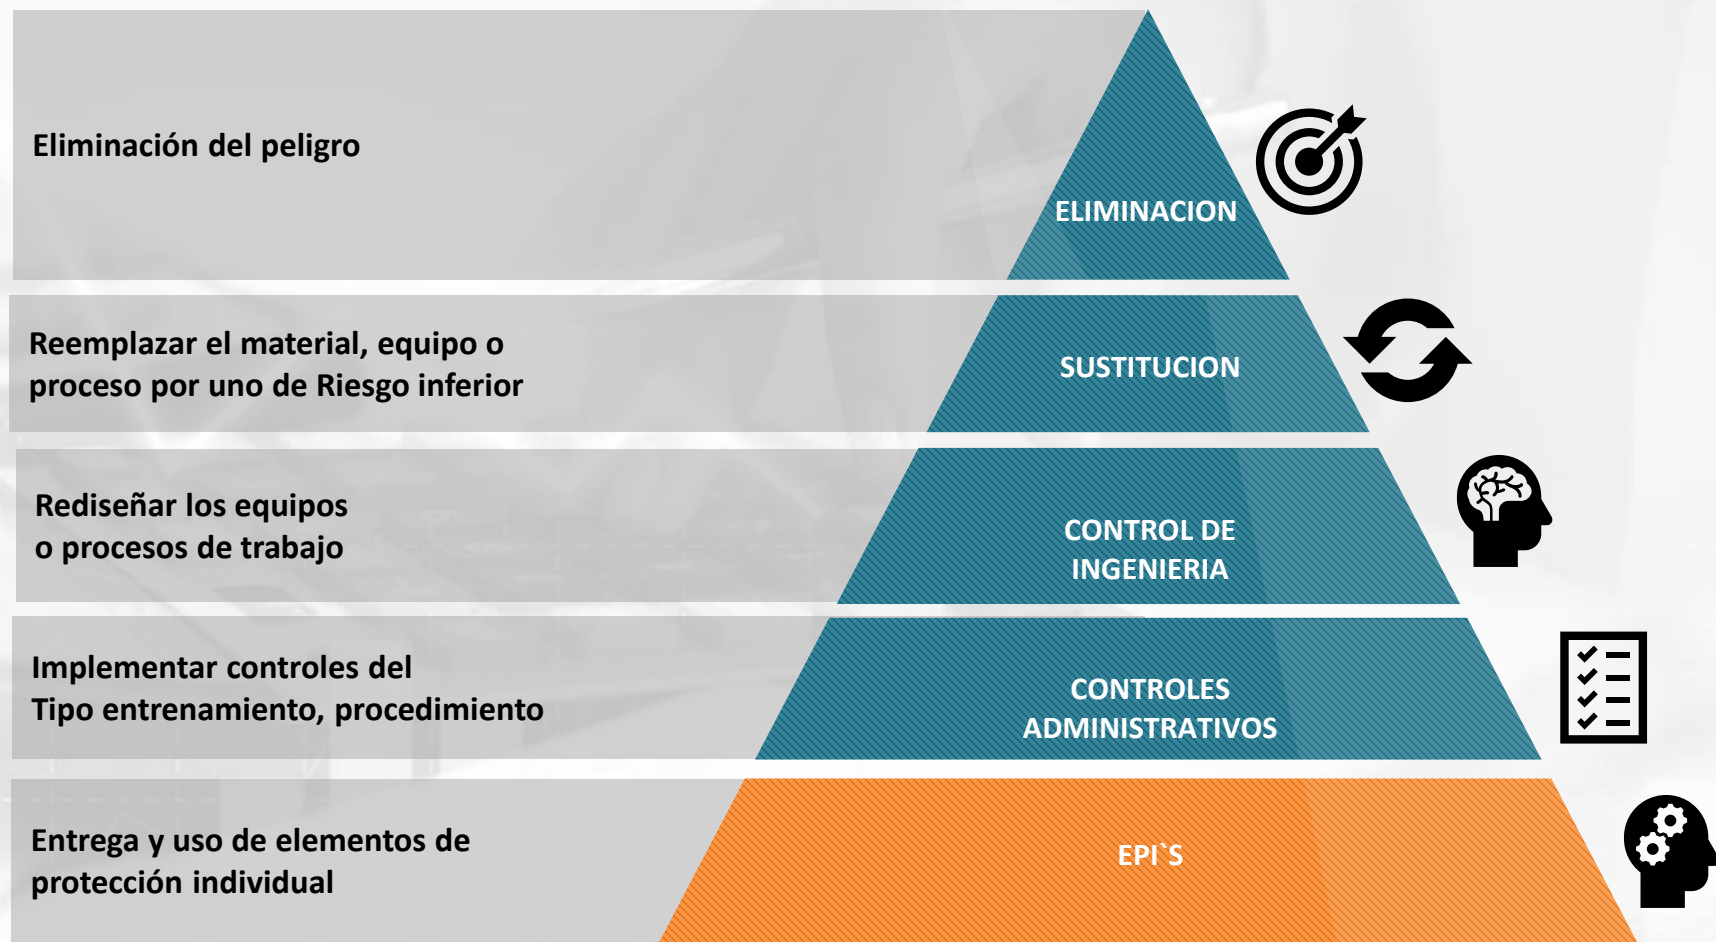 Eliminación del peligro
ELIMINACION
Reemplazar el material, equipo o
proceso por uno de Riesgo inferior
SUSTITUCION
Rediseñar los equipos
o procesos de trabajo
CONTROL DE
INGENIERIA
Implementar controles del
Tipo entrenamiento, procedimiento
CONTROLES
ADMINISTRATIVOS
Entrega y uso de elementos de
protección individual
EPI`S